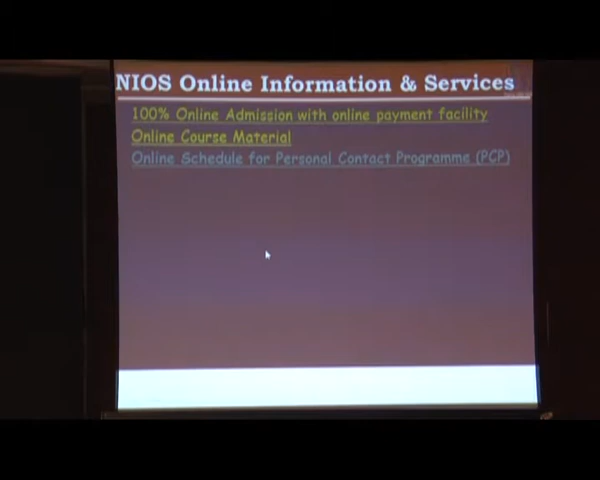 NIOS Online Information & Services
100% Online Admission with online payment facility
Online Course Material
Online Schedule for Personal Contact Programme (PCP)